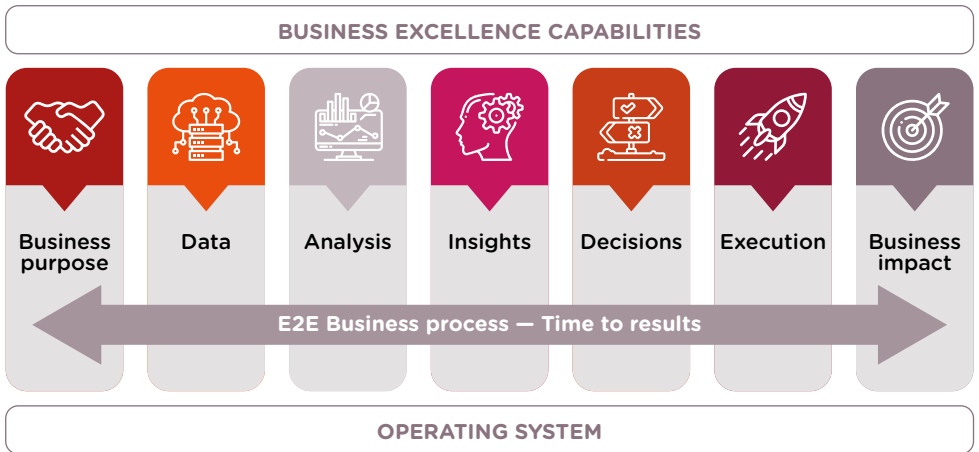 BUSINESS EXCELLENCE CAPABILITIES
Business
purpose
Data
Analysis
Insights
Decisions
Execution
Business
impact
E2E Business process — Time to results
OPERATING SYSTEM